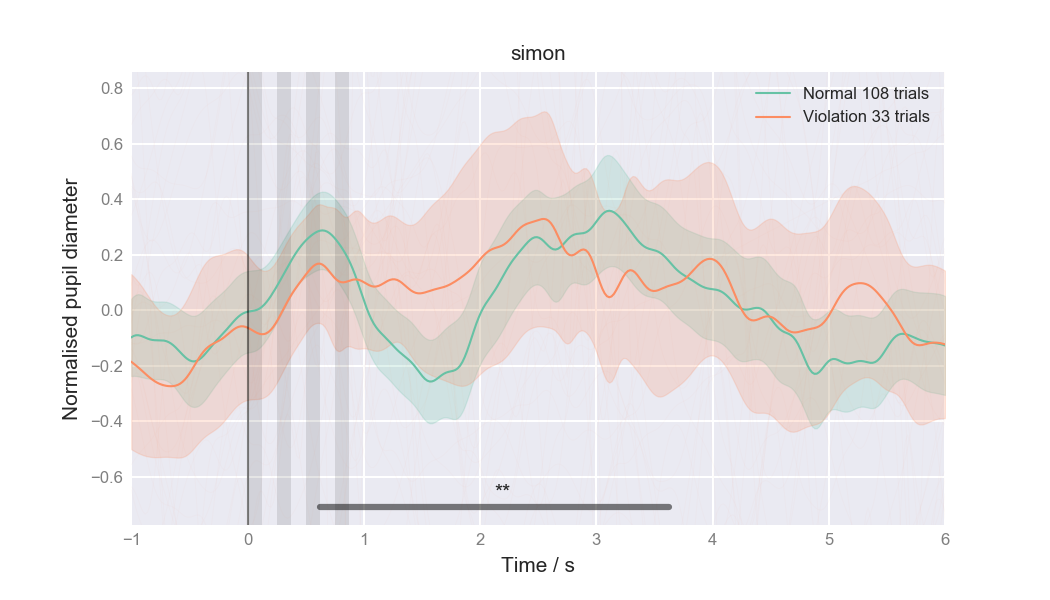 simon
Normal 108 trials
Violation 33 trials
Normalised pupil diameter
0.8
0.6
0.4
0.2
0.0
−0.2
−0.4
−0.6
**
−1 0 1 2 3 4 5 6
Time / s